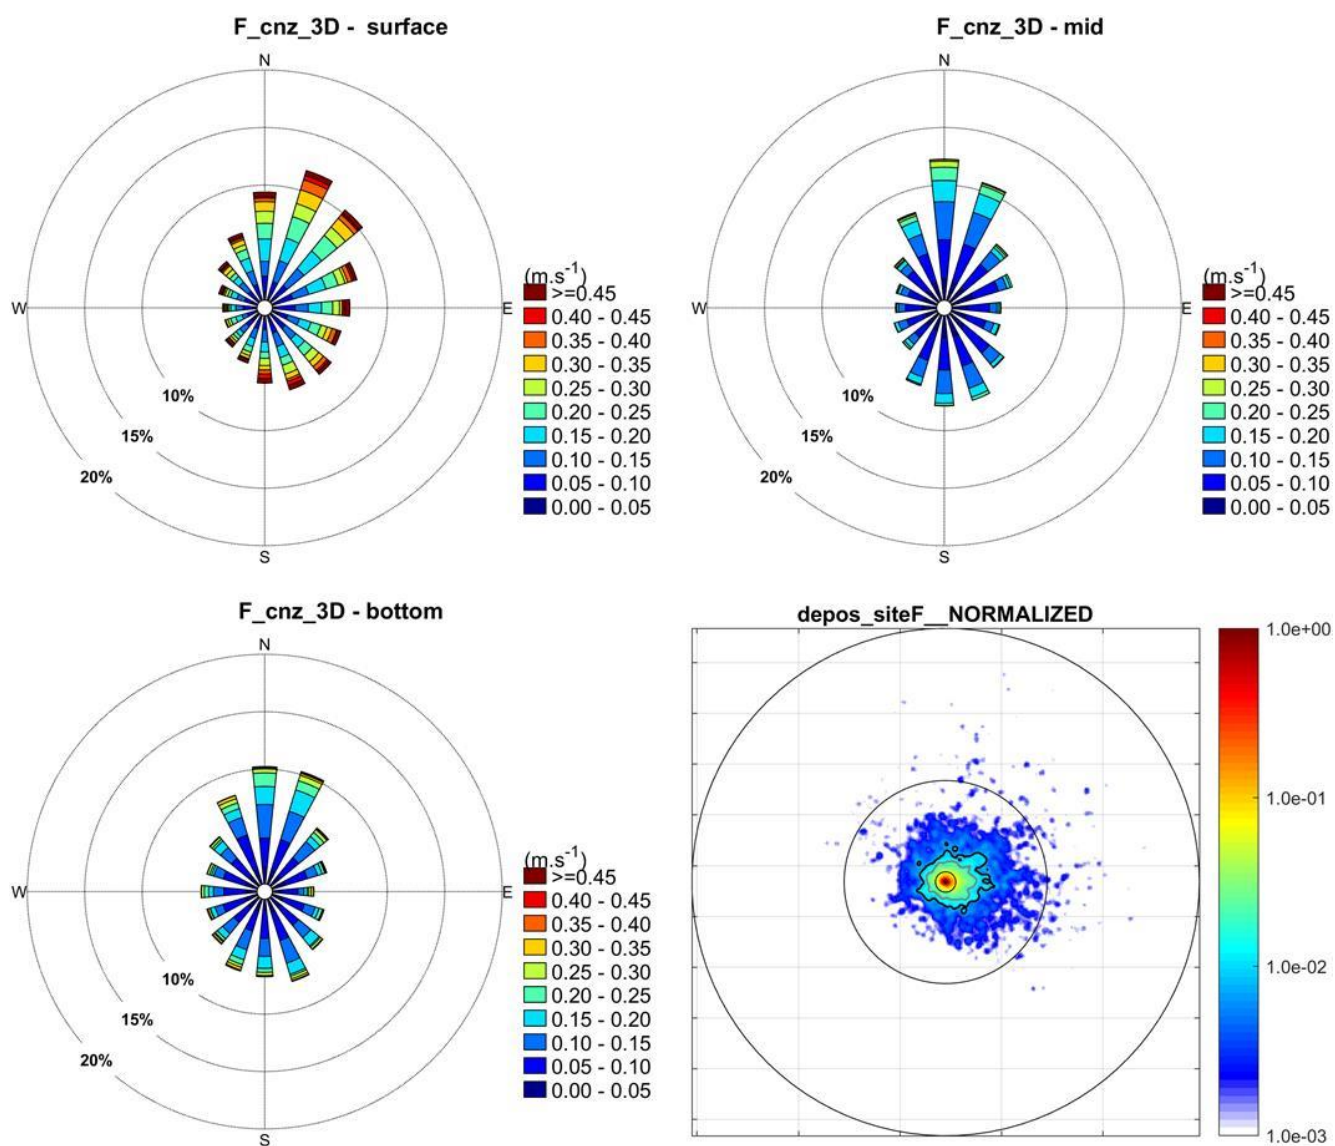 F_cnz_3D - surface
N
W
E
S
10%
15%
20%
(m.s-1)
>=0.45
0.40 - 0.45
0.35 - 0.40
0.30 - 0.35
0.25 - 0.30
0.20 - 0.25
0.15 - 0.20
0.10 - 0.15
0.05 - 0.10
0.00 - 0.05
F_cnz_3D - mid
N
W
E
S
10%
15%
20%
(m.s-1)
>=0.45
0.40 - 0.45
0.35 - 0.40
0.30 - 0.35
0.25 - 0.30
0.20 - 0.25
0.15 - 0.20
0.10 - 0.15
0.05 - 0.10
0.00 - 0.05
F_cnz_3D - bottom
N
W
E
S
10%
15%
20%
(m.s-1)
>=0.45
0.40 - 0.45
0.35 - 0.40
0.30 - 0.35
0.25 - 0.30
0.20 - 0.25
0.15 - 0.20
0.10 - 0.15
0.05 - 0.10
0.00 - 0.05
depos_siteF__NORMALIZED
1.0e+00
1.0e-01
1.0e-02
1.0e-03